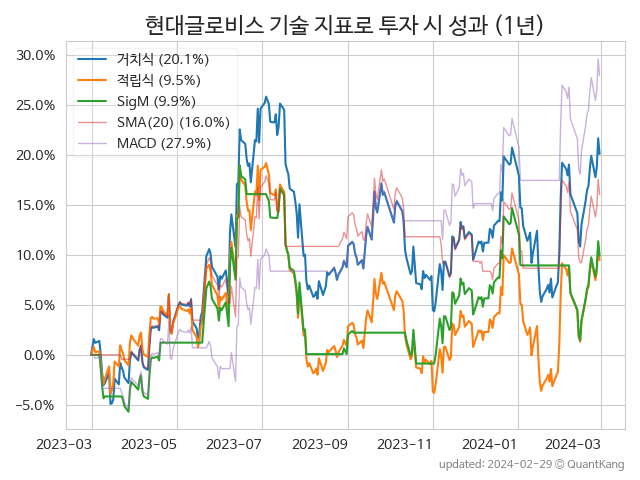 현대글로비스 기술 지표로 투자 시 성과 (1년)
30.0%
25.0%
20.0%
15.0%
10.0%
5.0%
0.0%
−5.0%
거치식 (20.1%)
적립식 (9.5%)
SigM (9.9%)
SMA(20) (16.0%)
MACD (27.9%)
2023-03 2023-05 2023-07 2023-09 2023-11 2024-01 2024-03
updated: 2024-02-29 © QuantKang